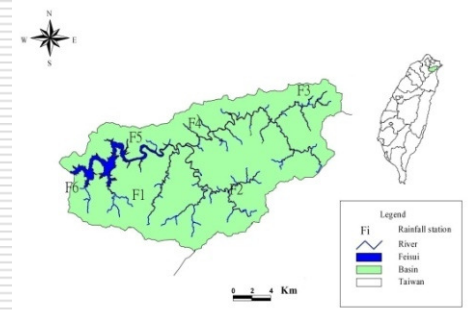 N
W E
S
F3
F4
F5
F6
F1
F2
Legend
Fi Rainfall station
River
Feisui
Basin
Taiwan
0 2 4 Km